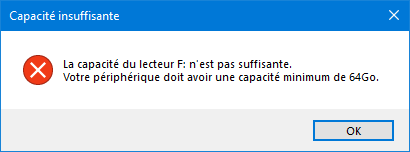 Capacité insuffisante
La capacité du lecteur F: n'est pas suffisante.
Votre périphérique doit avoir une capacité minimum de 64Go.
OK